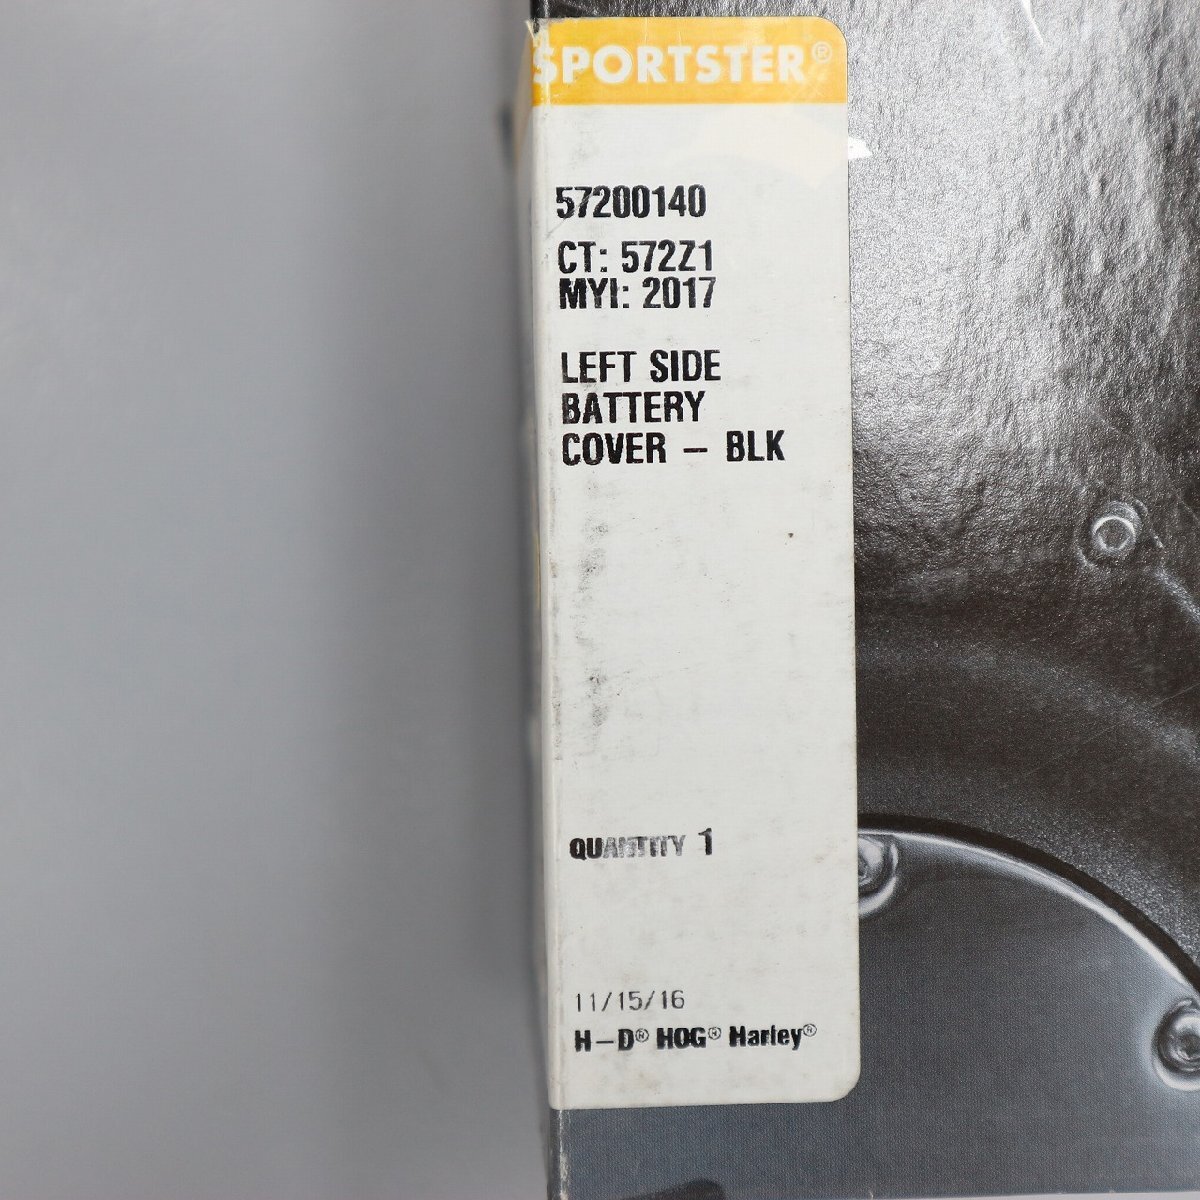 SPORTSTER®
57200140
CT: 572Z1
MYI: 2017
LEFT SIDE
BATTERY
COVER – BLK
QUANTITY 1
11/15/16
H–D® HOG® Harley®